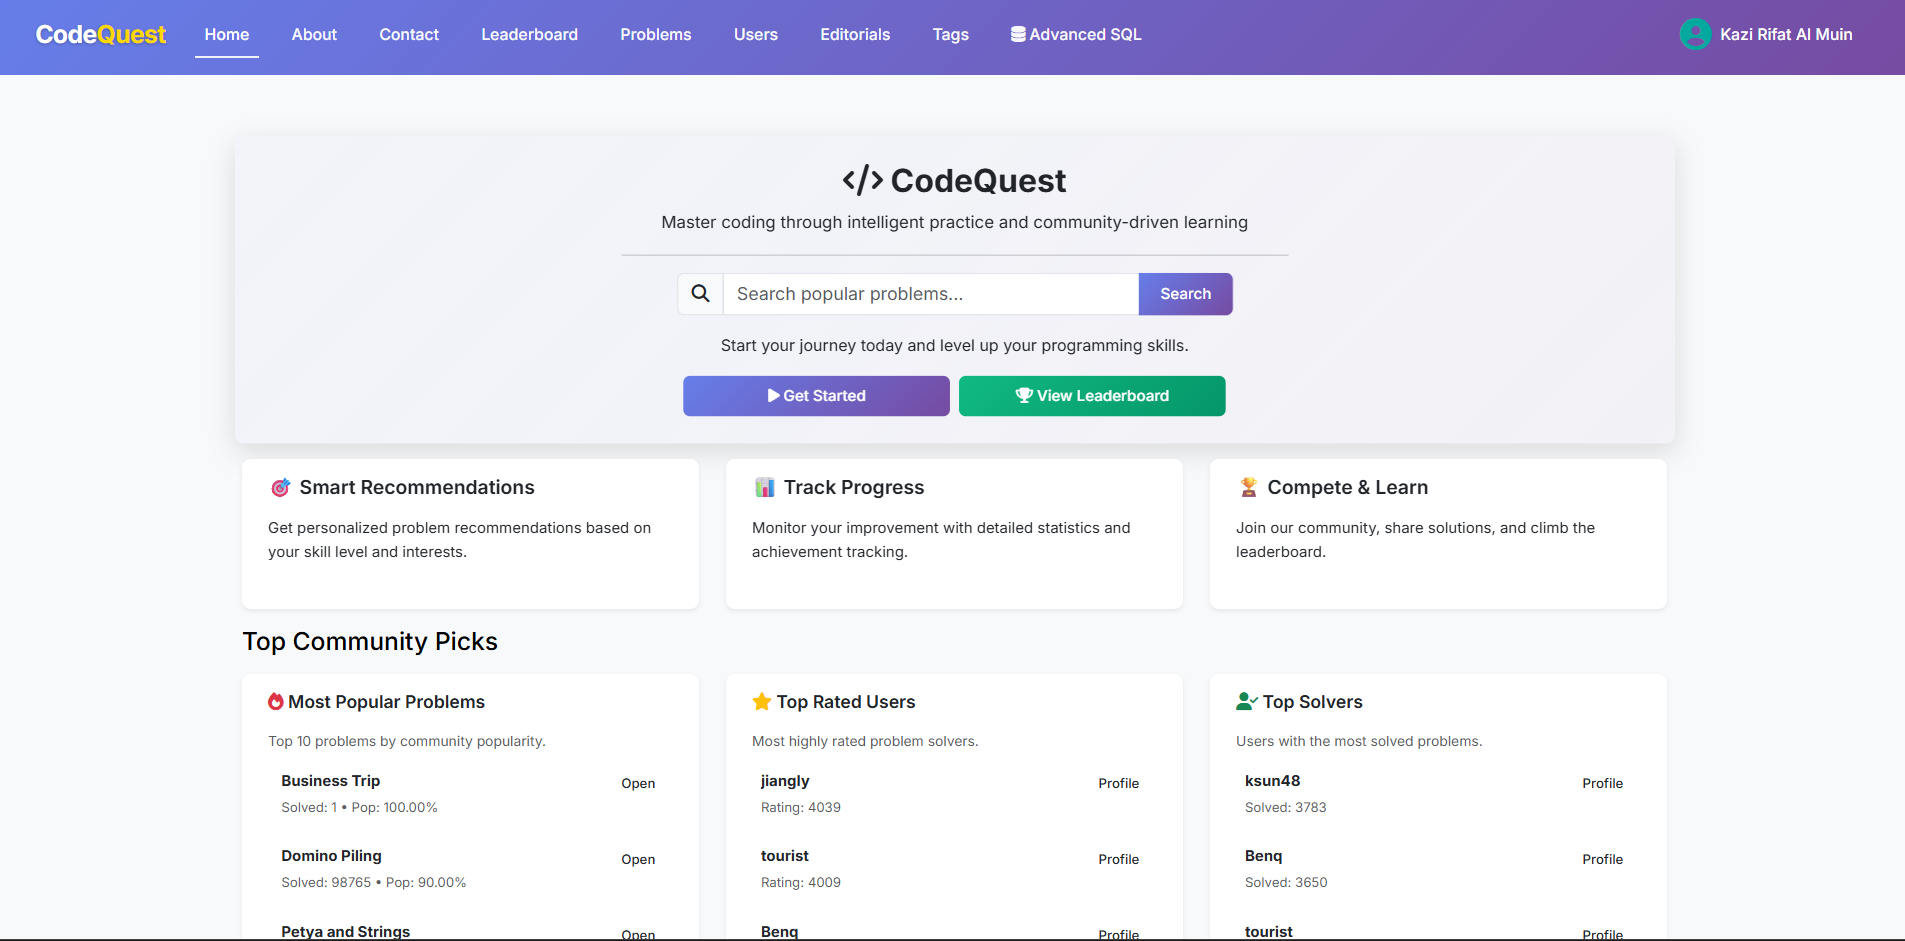 CodeQuest
Home
About
Contact
Leaderboard
Problems
Users
Editorials
Tags
Advanced SQL
Kazi Rifat Al Muin
</> CodeQuest
Master coding through intelligent practice and community-driven learning
Search popular problems...
Search
Start your journey today and level up your programming skills.
Get Started
View Leaderboard
Smart Recommendations
Get personalized problem recommendations based on
your skill level and interests.
Track Progress
Monitor your improvement with detailed statistics and
achievement tracking.
Compete & Learn
Join our community, share solutions, and climb the
leaderboard.
Top Community Picks
Most Popular Problems
Top 10 problems by community popularity.
Business Trip
Open
Solved: 1 • Pop: 100.00%
Domino Piling
Open
Solved: 98765 • Pop: 90.00%
Petya and Strings
Open
Top Rated Users
Most highly rated problem solvers.
jiangly
Profile
Rating: 4039
tourist
Profile
Rating: 4009
Benq
Profile
Top Solvers
Users with the most solved problems.
ksun48
Profile
Solved: 3783
Benq
Profile
Solved: 3650
tourist
Profile